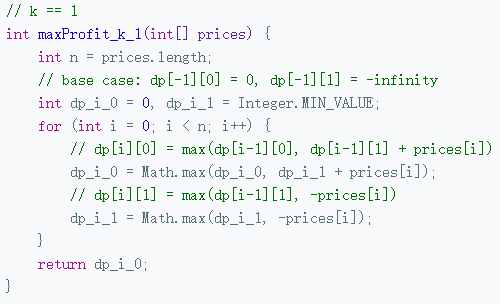 // k == 1
int maxProfit_k_1(int[] prices) {
    int n = prices.length;
    // base case: dp[-1][0] = 0, dp[-1][1] = -infinity
    int dp_i_0 = 0, dp_i_1 = Integer.MIN_VALUE;
    for (int i = 0; i < n; i++) {
        // dp[i][0] = max(dp[i-1][0], dp[i-1][1] + prices[i])
        dp_i_0 = Math.max(dp_i_0, dp_i_1 + prices[i]);
        // dp[i][1] = max(dp[i-1][1], -prices[i])
        dp_i_1 = Math.max(dp_i_1, -prices[i]);
    }
    return dp_i_0;
}